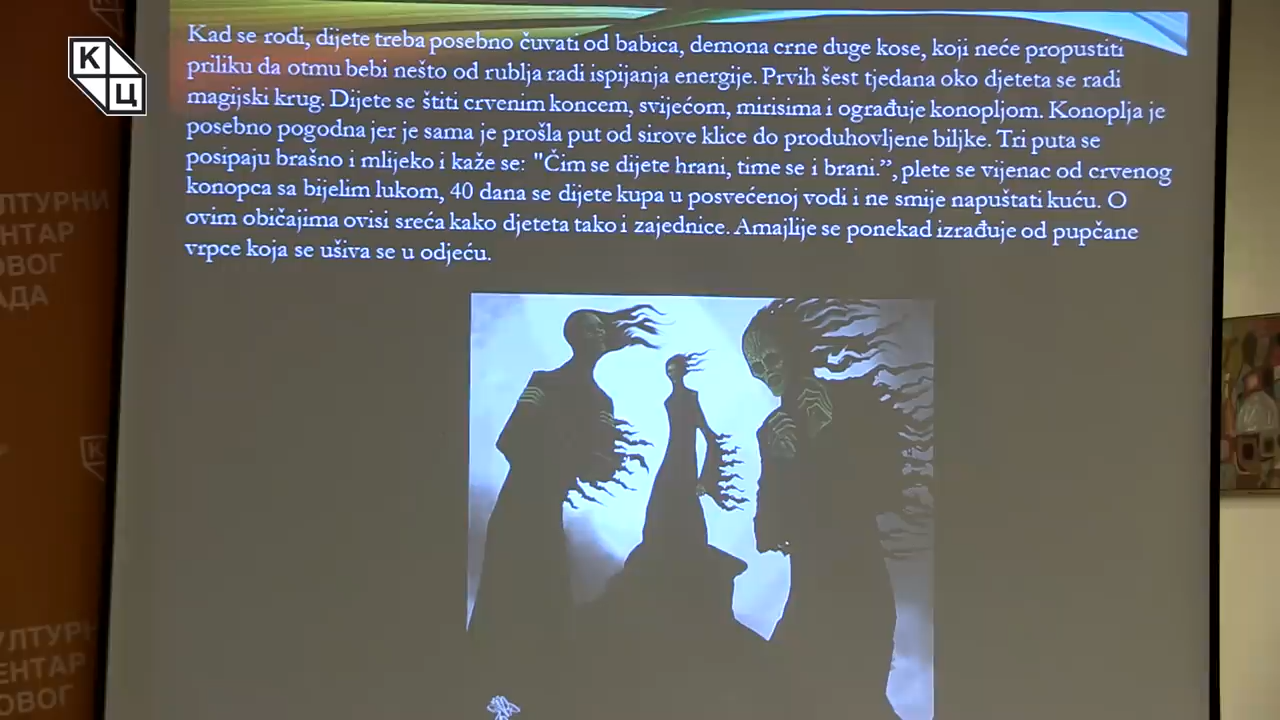 Kad se rodi, dijete treba posebno čuvati od babica, demona crne duge kose, koji neće propustiti
priliku da otmu bebi nešto od rublja radi ispijanja energije. Prvih šest tjedana oko djeteta se radi
magijski krug. Dijete se štiti crvenim koncem, svijećom, mirisima i ograđuje konopljom. Konoplja je
posebno pogodna jer je sama je prošla put od sirove klice do produhovljene biljke. Tri puta se
posipaju brašno i mlijeko i kaže se: "Čim se dijete hrani, time se i brani.”, plete se vijenac od crvenog
konopca sa bijelim lukom, 40 dana se dijete kupa u posvećenoj vodi i ne smije napuštati kuću. O
ovim običajima ovisi sreća kako djeteta tako i zajednice. Amajlije se ponekad izrađuje od pupčane
vrpce koja se ušiva se u odjeću.
К
Ц
ЛТУРНИ
НТАР
ОВОГ
АДА
К
УЛТУРН
ЕНТАР
ОВОГ